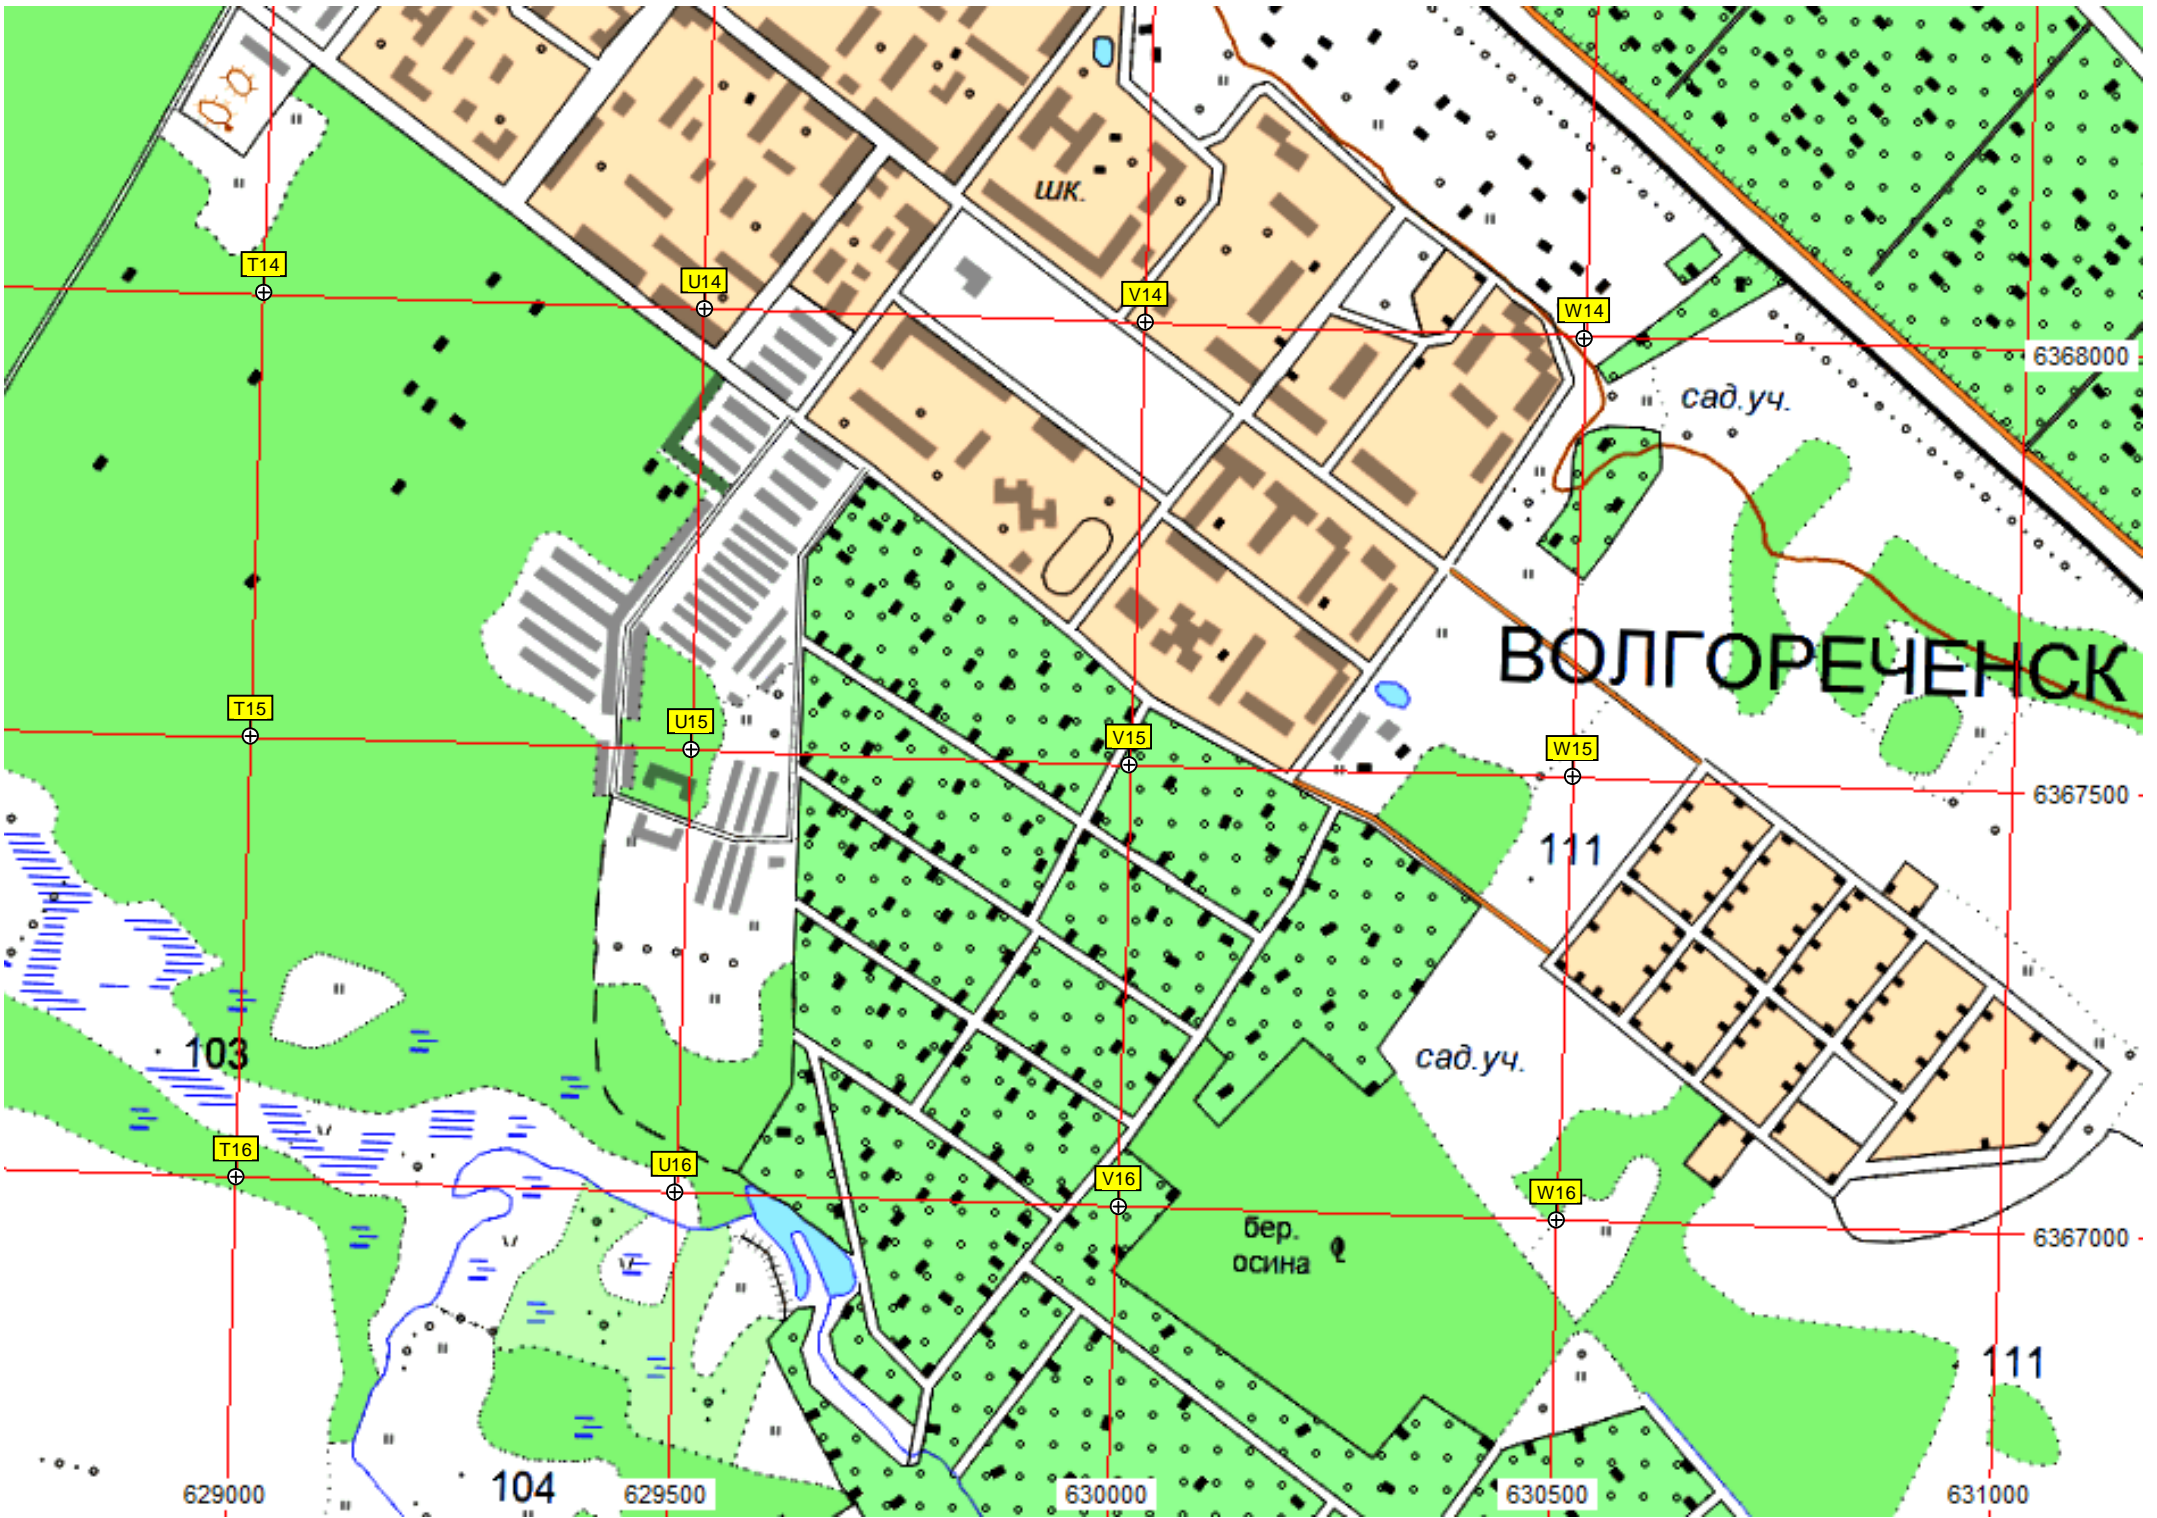 шк.
T14
U14
V14
W14
6368000
сад.уч.
ВОЛГОРЕЧЕНСК
T15
U15
V15
W15
6367500
111
103
сад.уч.
T16
U16
V16
W16
бер.
осина
6367000
111
104
629000
629500
630000
630500
631000